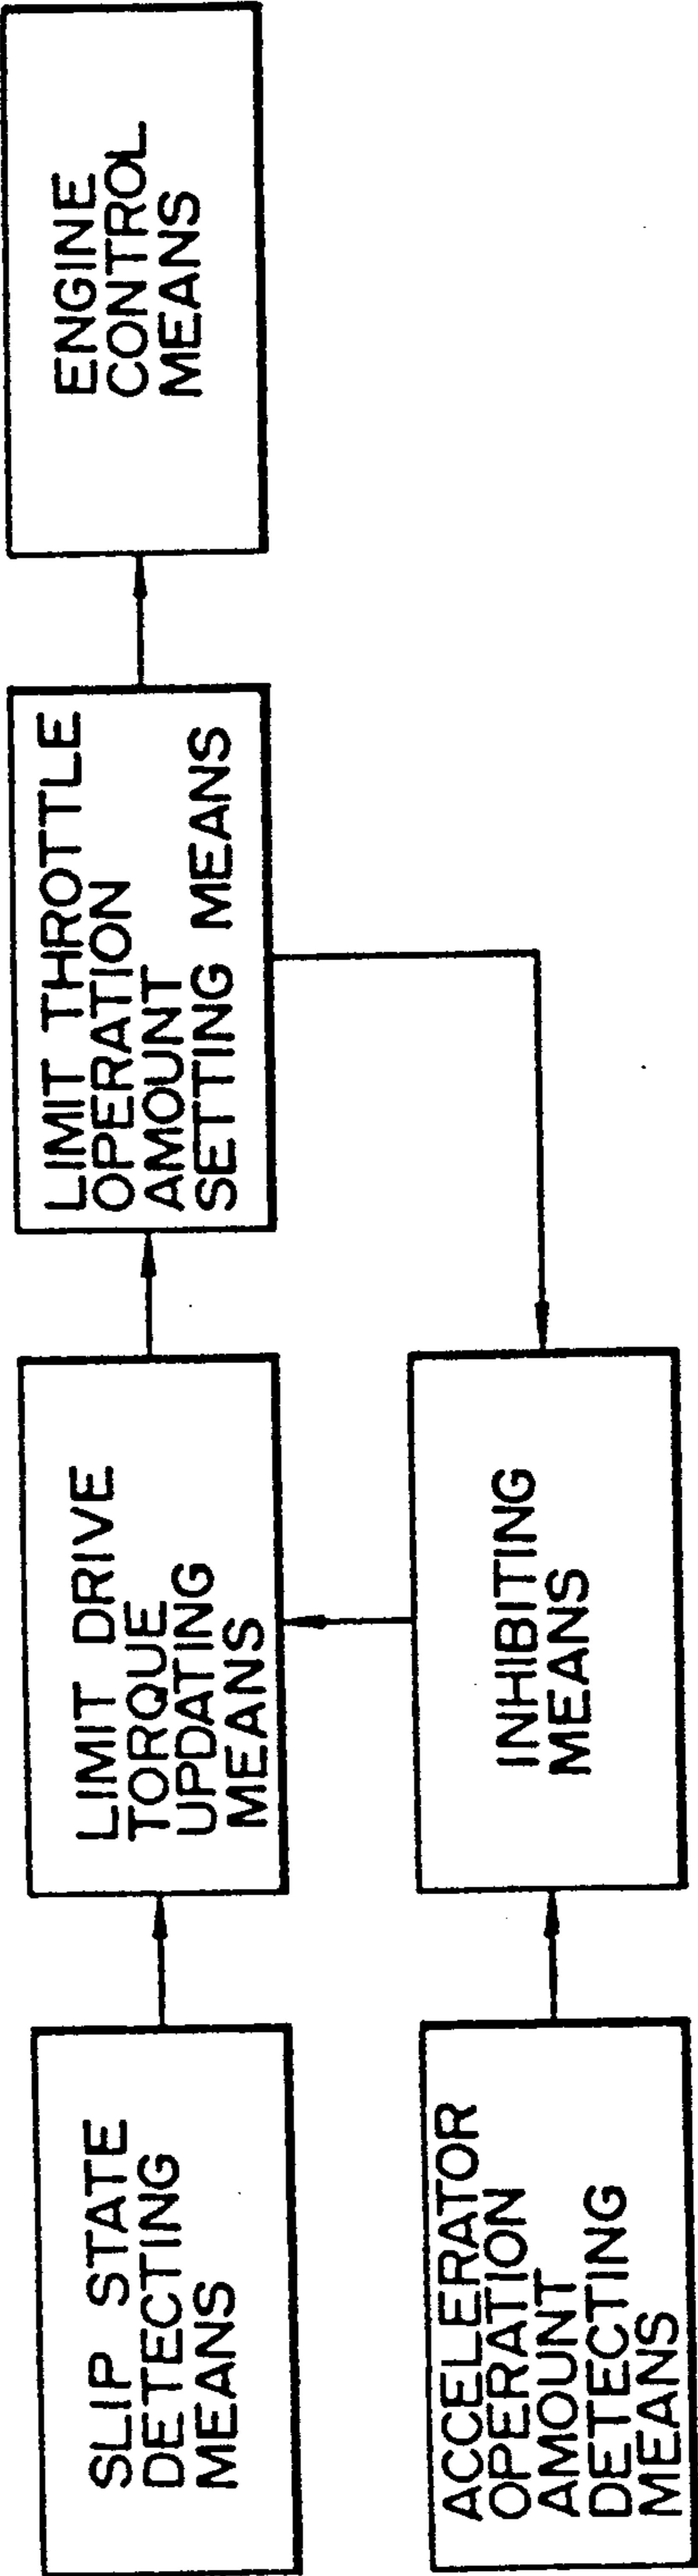 SLIP STATE
DETECTING
MEANS
LIMIT DRIVE
TORQUE
UPDATING
MEANS
LIMIT THROTTLE
OPERATION
AMOUNT
SETTING MEANS
ENGINE
CONTROL
MEANS
ACCELERATOR
OPERATION
AMOUNT
DETECTING
MEANS
INHIBITING
MEANS